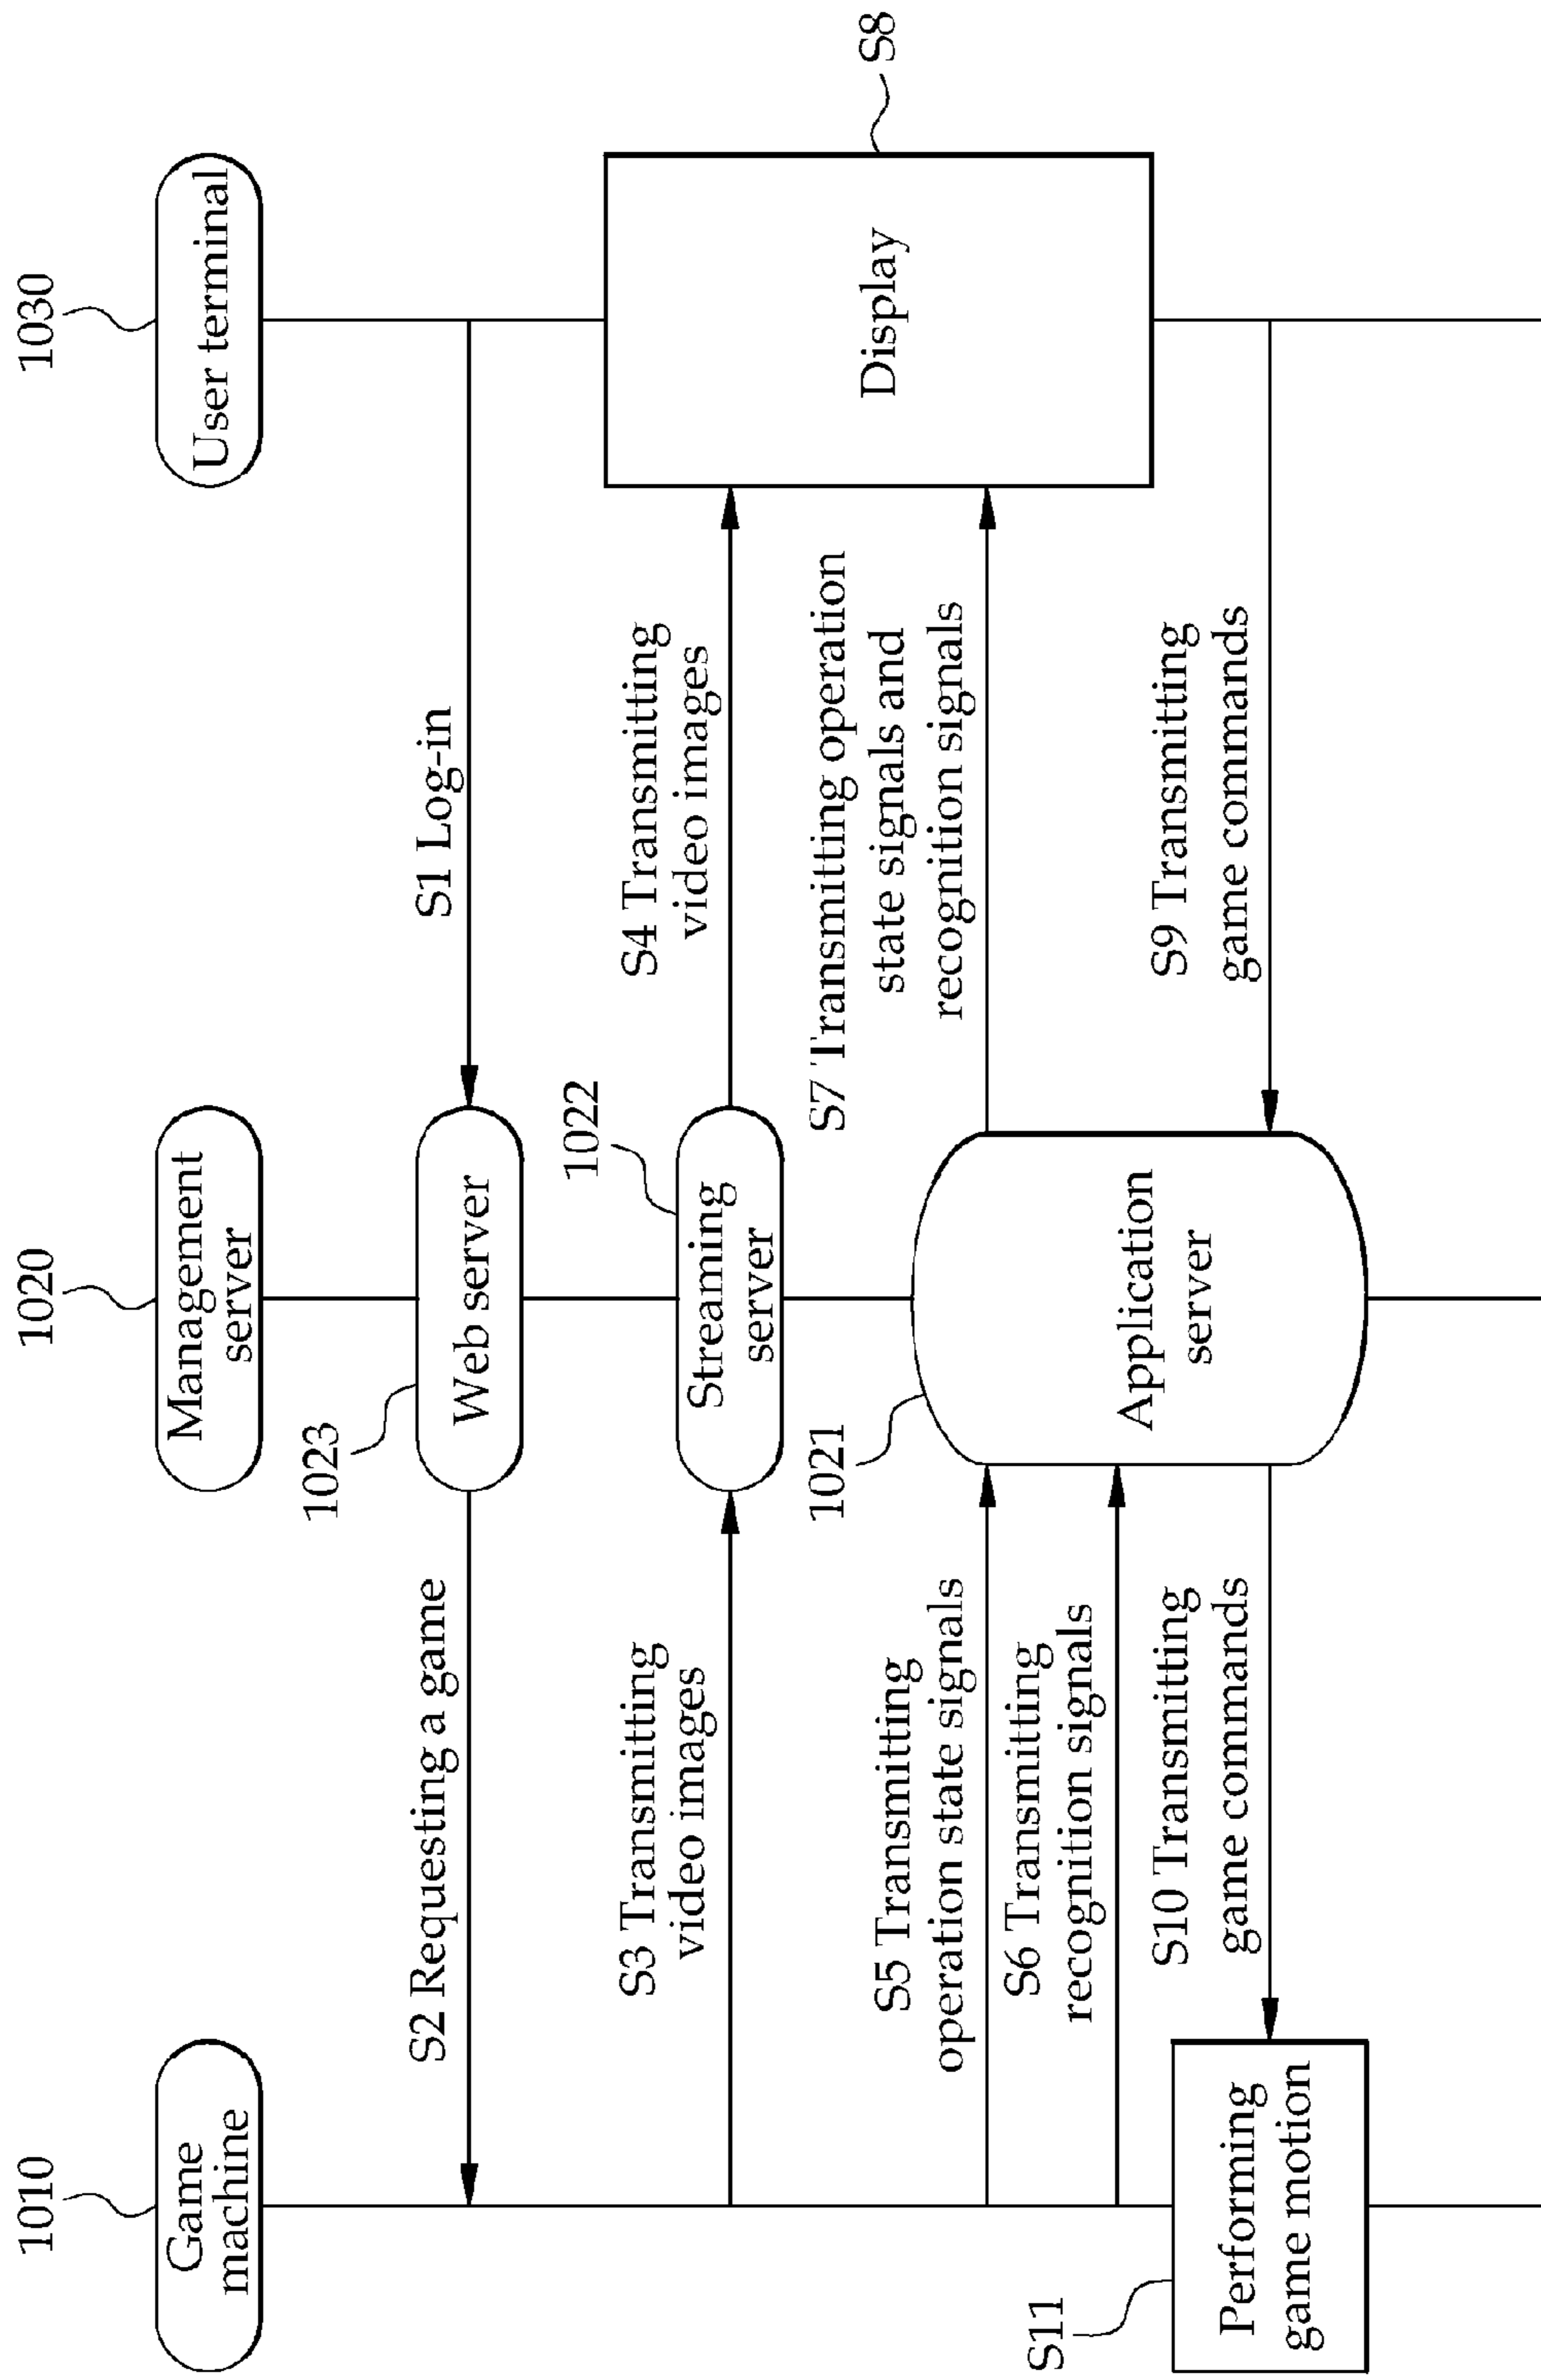 1010
1020
1030
Game
machine
Management
server
User terminal
1023
Web server
S1 Log-in
S2 Requesting a game
1022
Streaming
server
S3 Transmitting
video images
S4 Transmitting
video images
1021
Application
server
S5 Transmitting
operation state signals
S6 Transmitting
recognition signals
S7 Transmitting operation
state signals and
recognition signals
Display
S8
S9 Transmitting
game commands
S10 Transmitting
game commands
S11
Performing
game motion